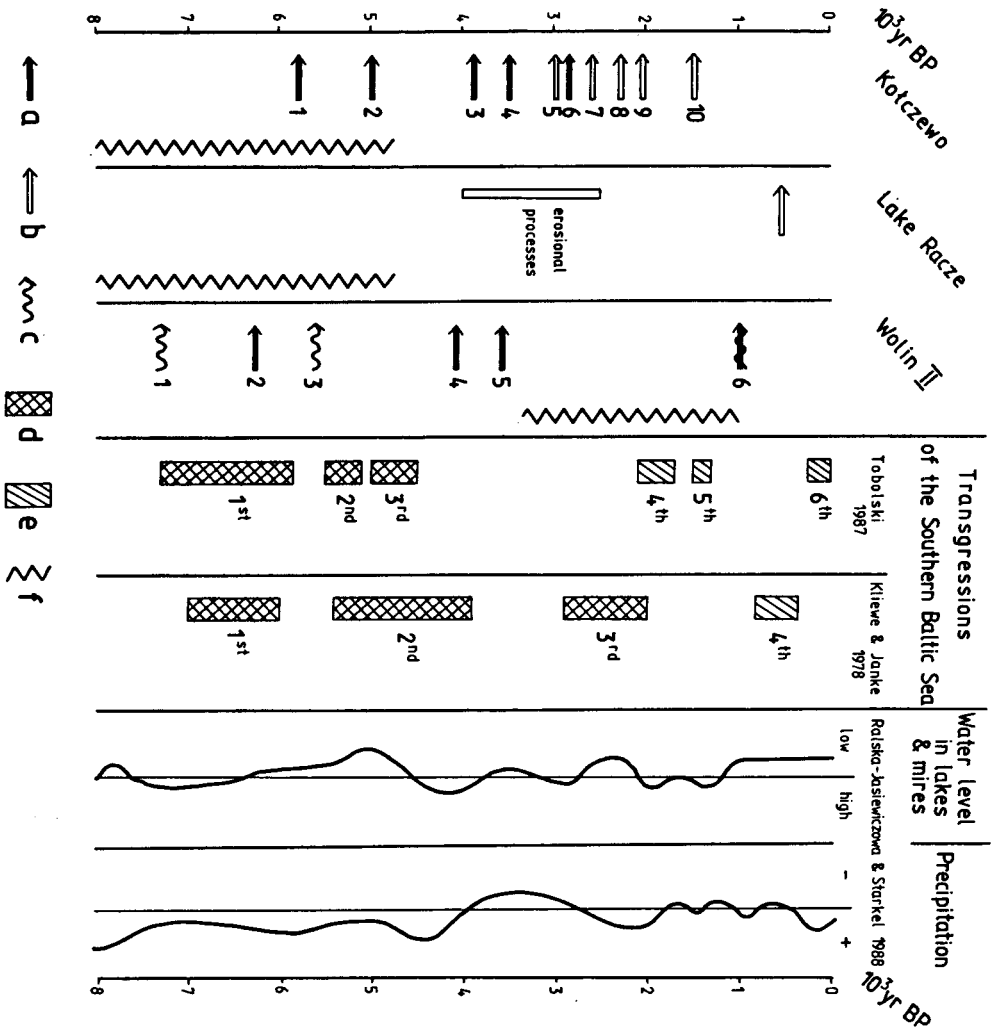 10³yr BP
Kołczewo
Lake Racze
Wolin II
Transgressions
of the Southern Baltic Sea
Tobolski
1987
Kliewe & Janke
1978
Water level
in lakes
& mires
Precipitation
Ralska-Jasiewiczowa & Starkel 1988
low
high
-
+
10³yr BP
0
1
2
3
4
5
6
7
8
10
9
8
7
6
5
4
3
2
1
erosional
processes
6
5
4
3
2
1
6th
5th
4th
3rd
2nd
1st
4th
3rd
2nd
1st
0
1
2
3
4
5
6
7
8
a
b
c
d
e
f